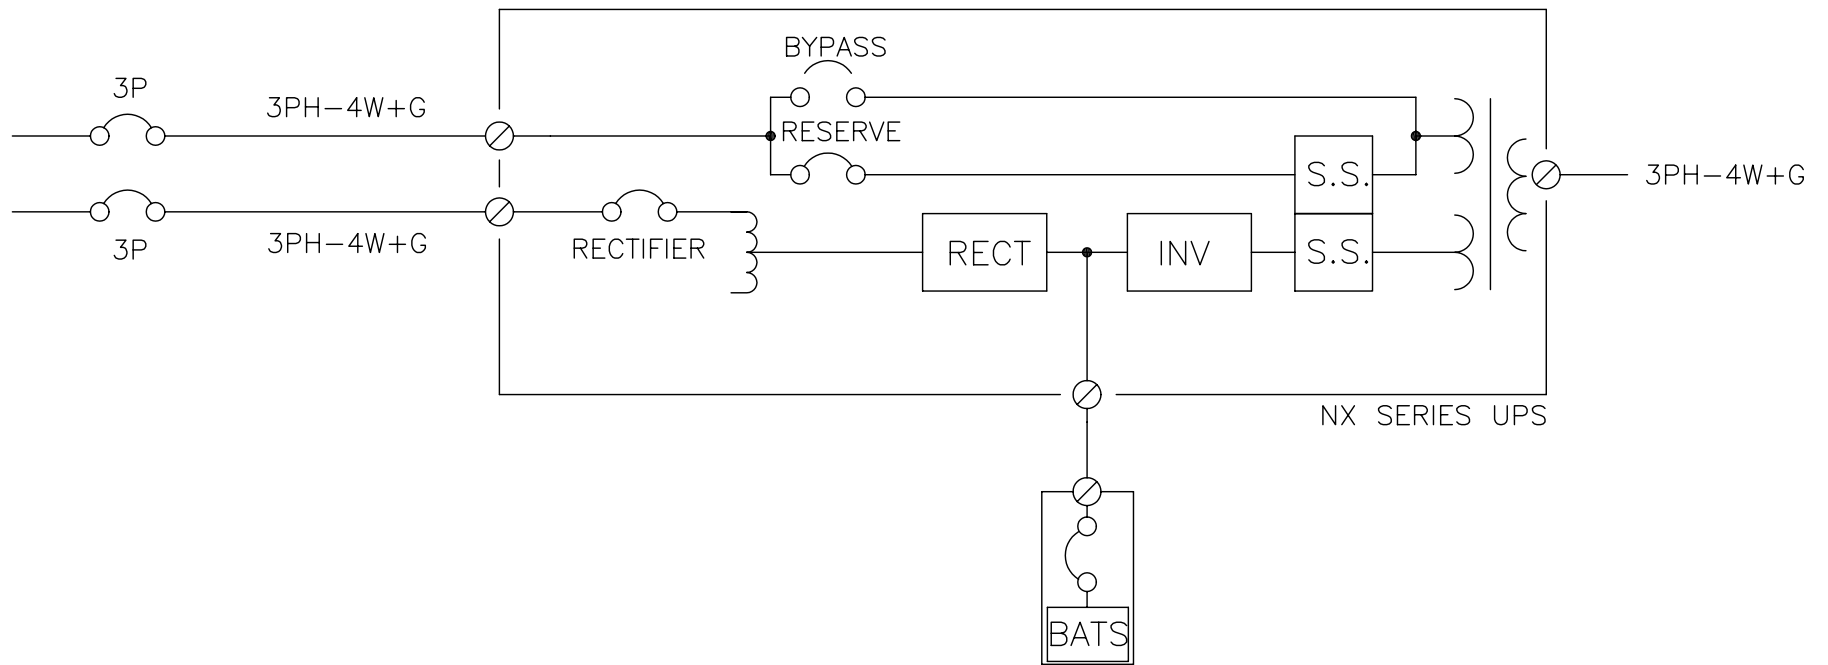 BYPASS
3P
3PH-4W+G
RESERVE
S.S.
3PH-4W+G
3P
3PH-4W+G
RECTIFIER
RECT
INV
S.S.
NX SERIES UPS
BATS